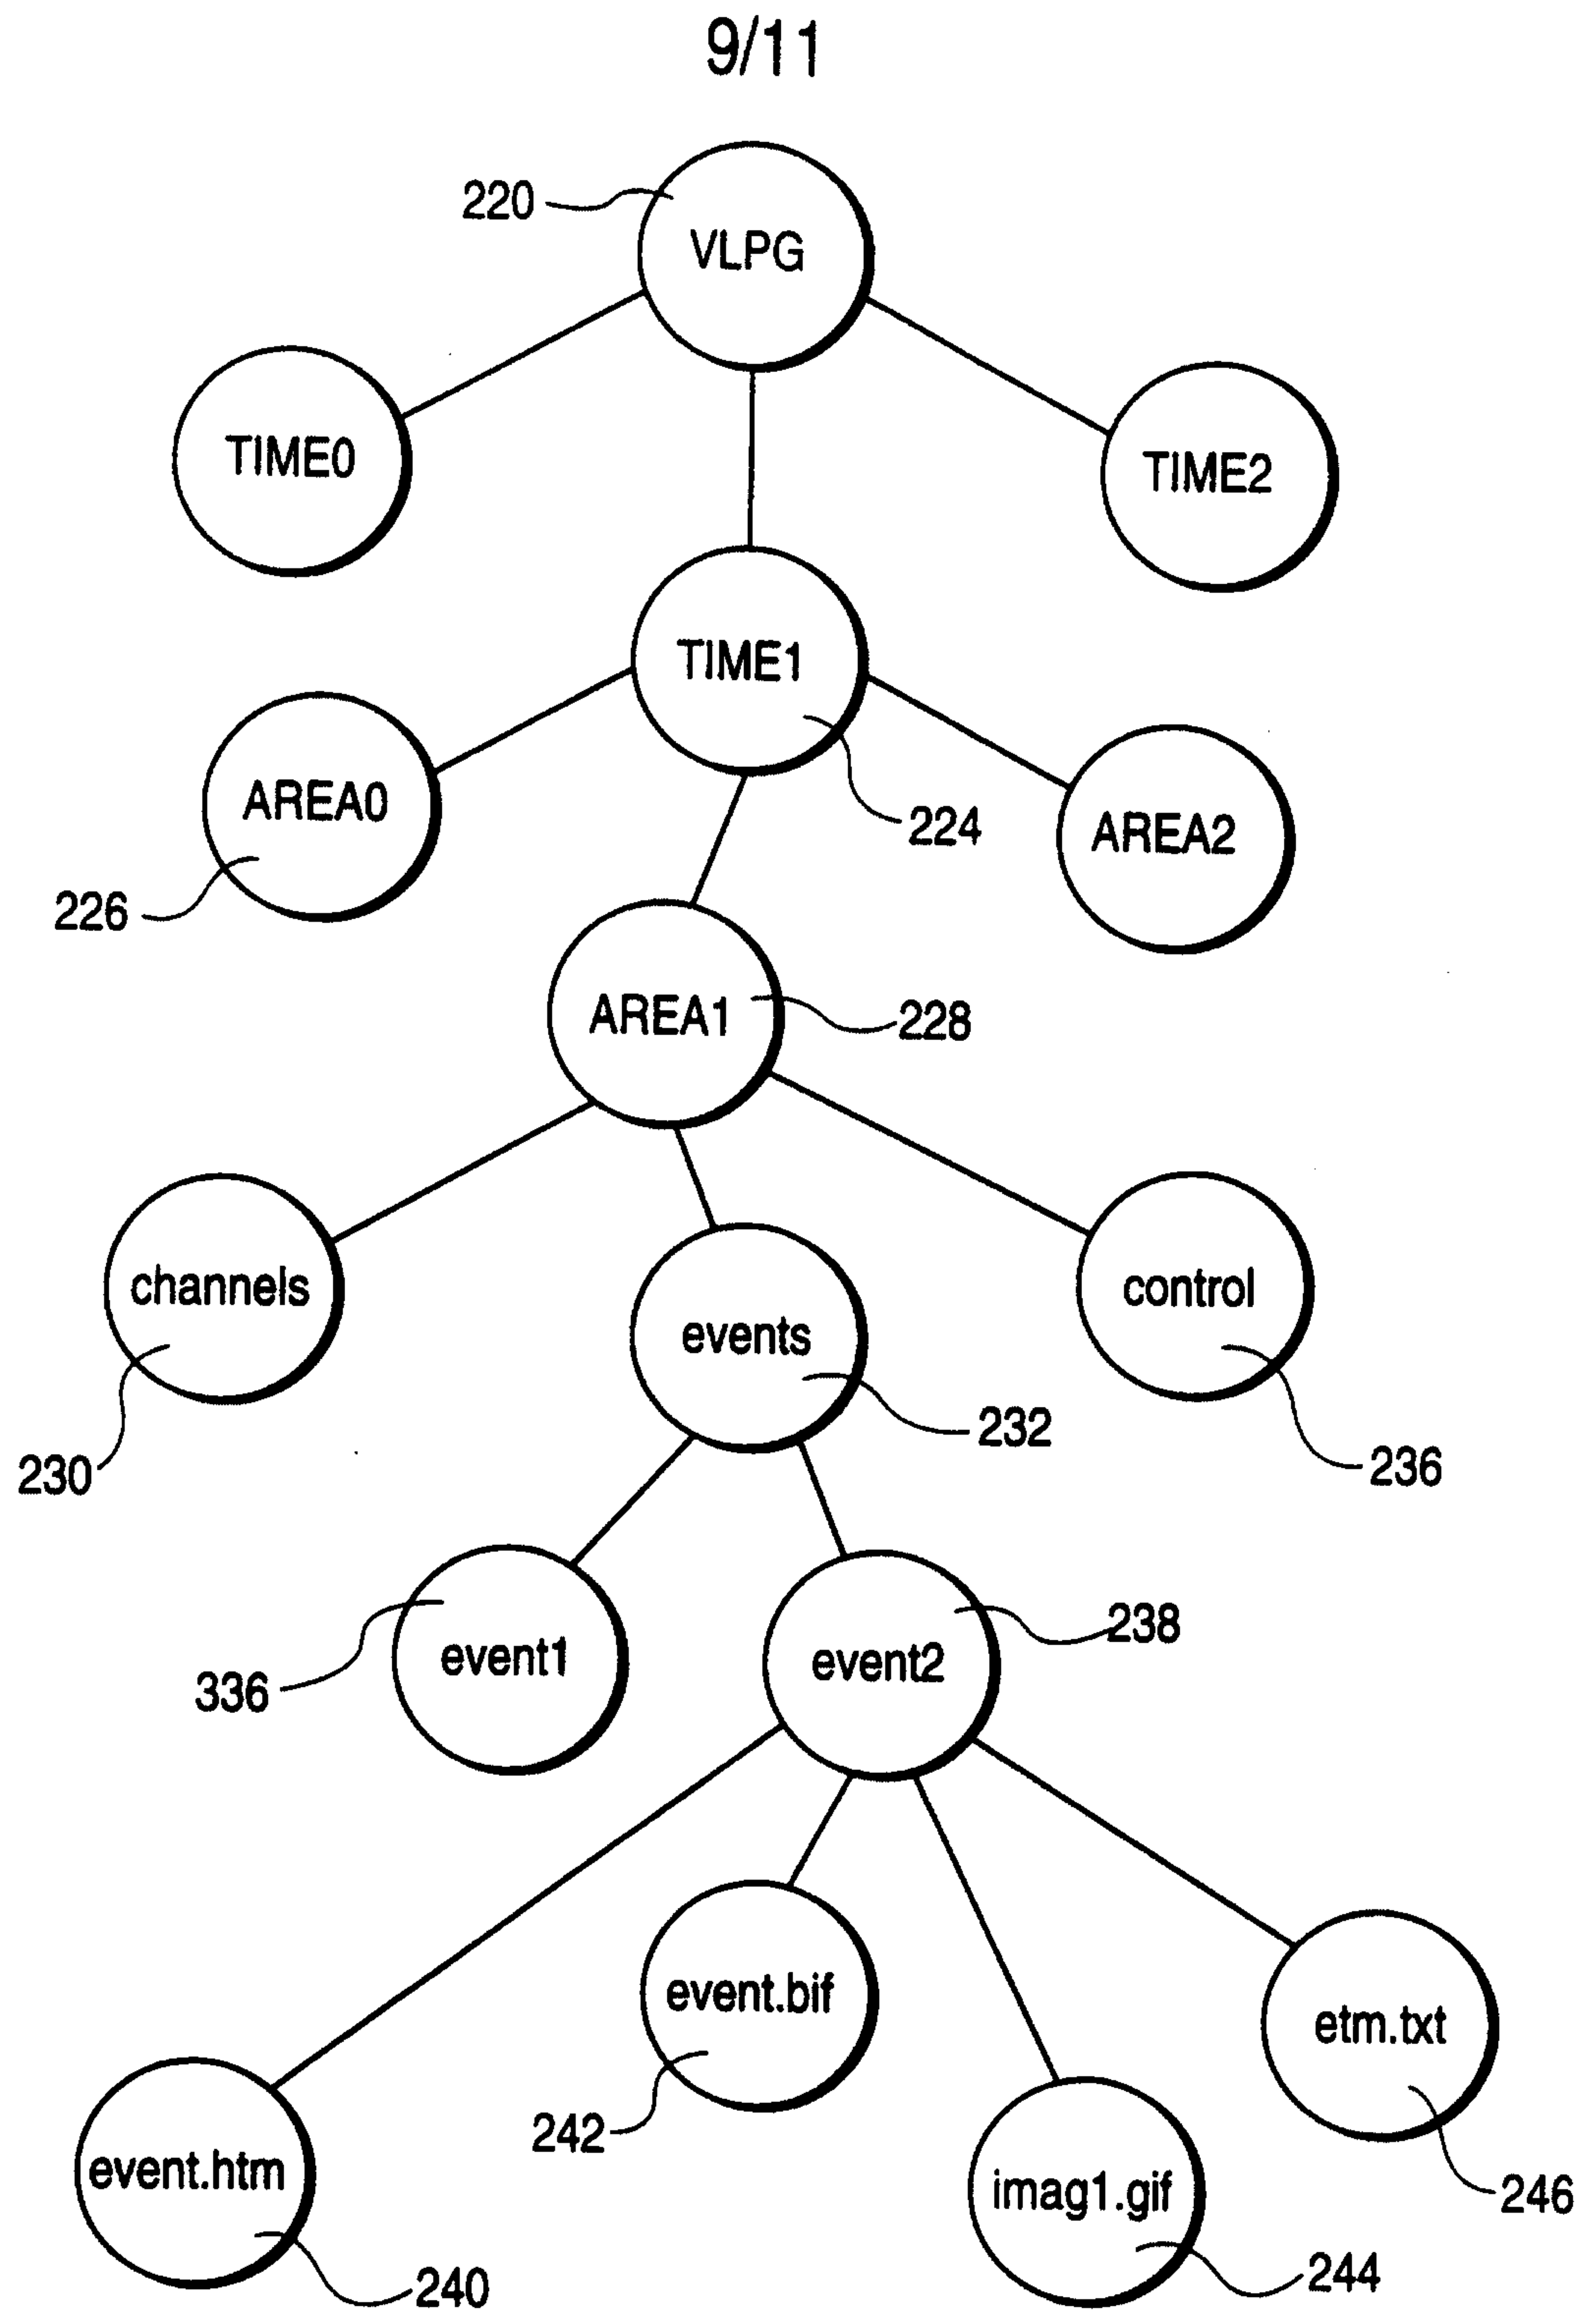 9/11
220
VLPG
TIME0
TIME2
TIME1
AREA0
224
AREA2
226
AREA1
228
channels
events
control
232
230
236
238
336
event1
event2
event.bif
etm.txt
242
event.htm
imag1.gif
246
240
244